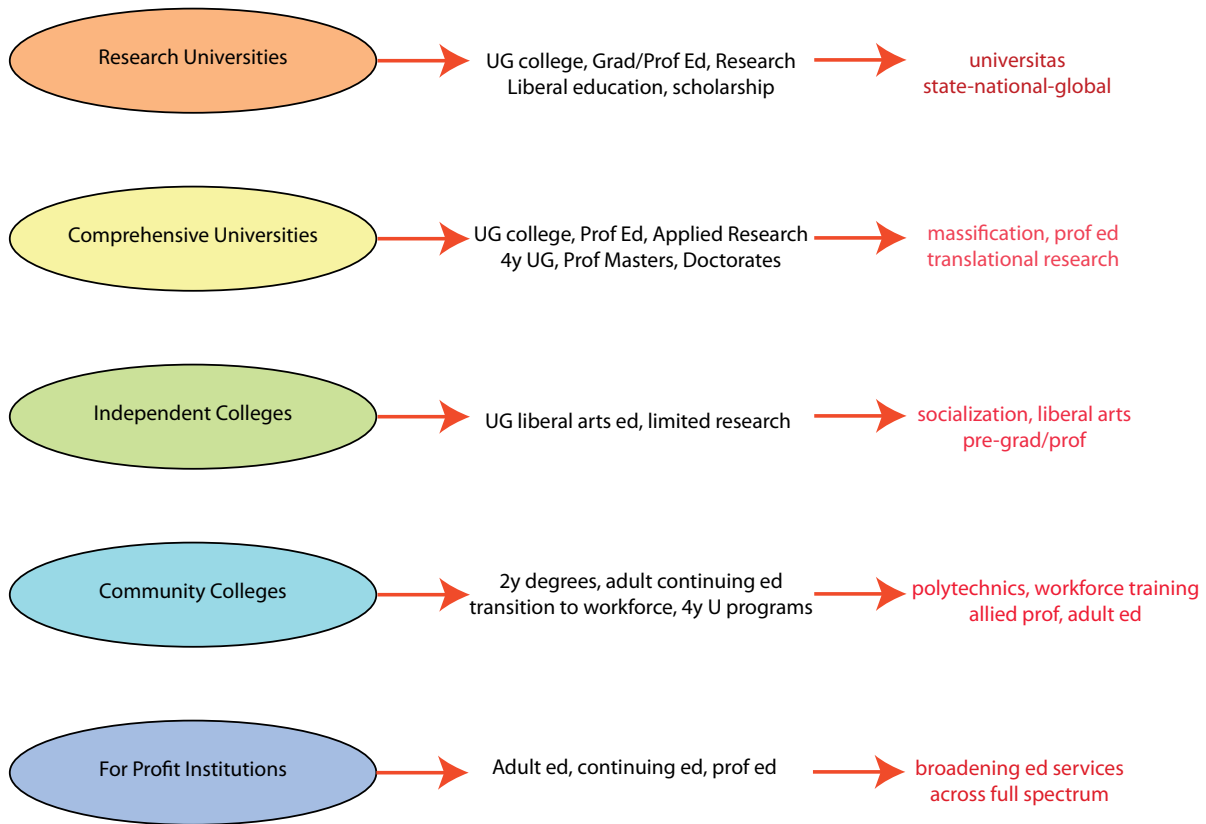 Research Universities
UG college, Grad/Prof Ed, Research
Liberal education, scholarship
universitas
state-national-global
Comprehensive Universities
UG college, Prof Ed, Applied Research
4y UG, Prof Masters, Doctorates
massification, prof ed
translational research
Independent Colleges
UG liberal arts ed, limited research
socialization, liberal arts
pre-grad/prof
Community Colleges
2y degrees, adult continuing ed
transition to workforce, 4y U programs
polytechnics, workforce training
allied prof, adult ed
For Profit Institutions
Adult ed, continuing ed, prof ed
broadening ed services
across full spectrum